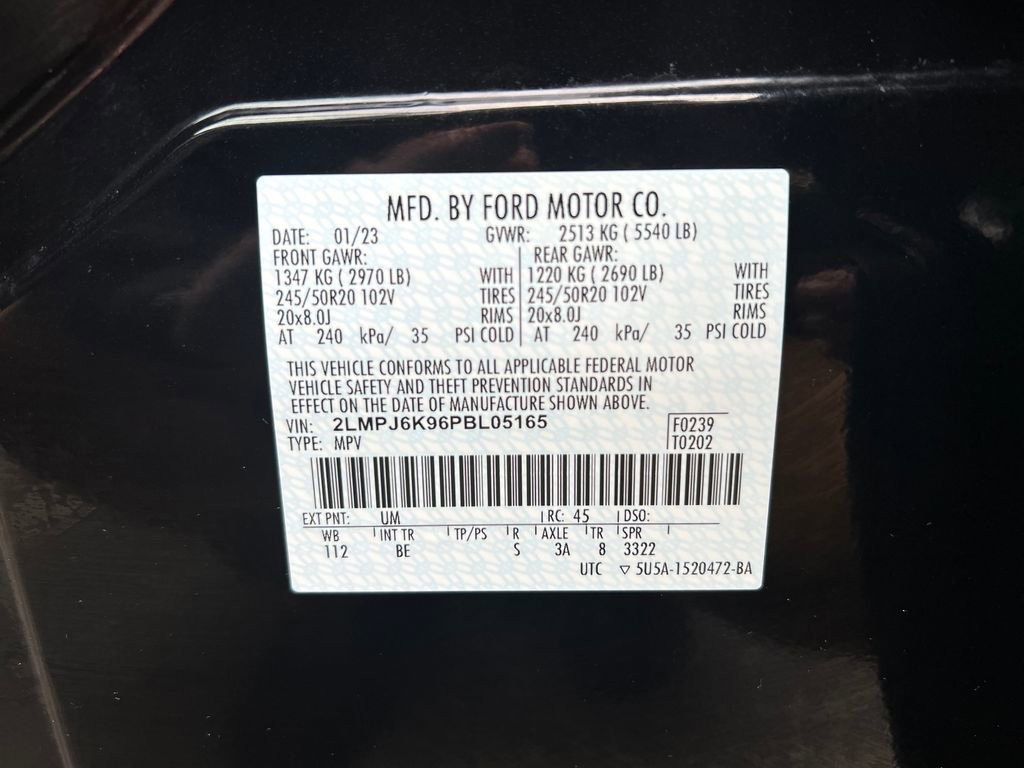 MFD. BY FORD MOTOR CO.
DATE: 01/23 GVWR: 2513 KG ( 5540 LB)
FRONT GAWR: REAR GAWR:
1347 KG ( 2970 LB) WITH 1220 KG ( 2690 LB) WITH
245/50R20 102V TIRES 245/50R20 102V TIRES
20x8.0J RIMS 20x8.0J RIMS
AT 240 kPa/ 35 PSI COLD AT 240 kPa/ 35 PSI COLD
THIS VEHICLE CONFORMS TO ALL APPLICABLE FEDERAL MOTOR
VEHICLE SAFETY AND THEFT PREVENTION STANDARDS IN
EFFECT ON THE DATE OF MANUFACTURE SHOWN ABOVE.
VIN: 2LMPJ6K96PBL05165 F0239
TYPE: MPV T0202
EXT PNT: UM RC: 45 DSO:
WB INT TR TP/PS R AXLE TR SPR
112 BE S 3A 8 3322
UTC ▽ 5U5A-1520472-BA